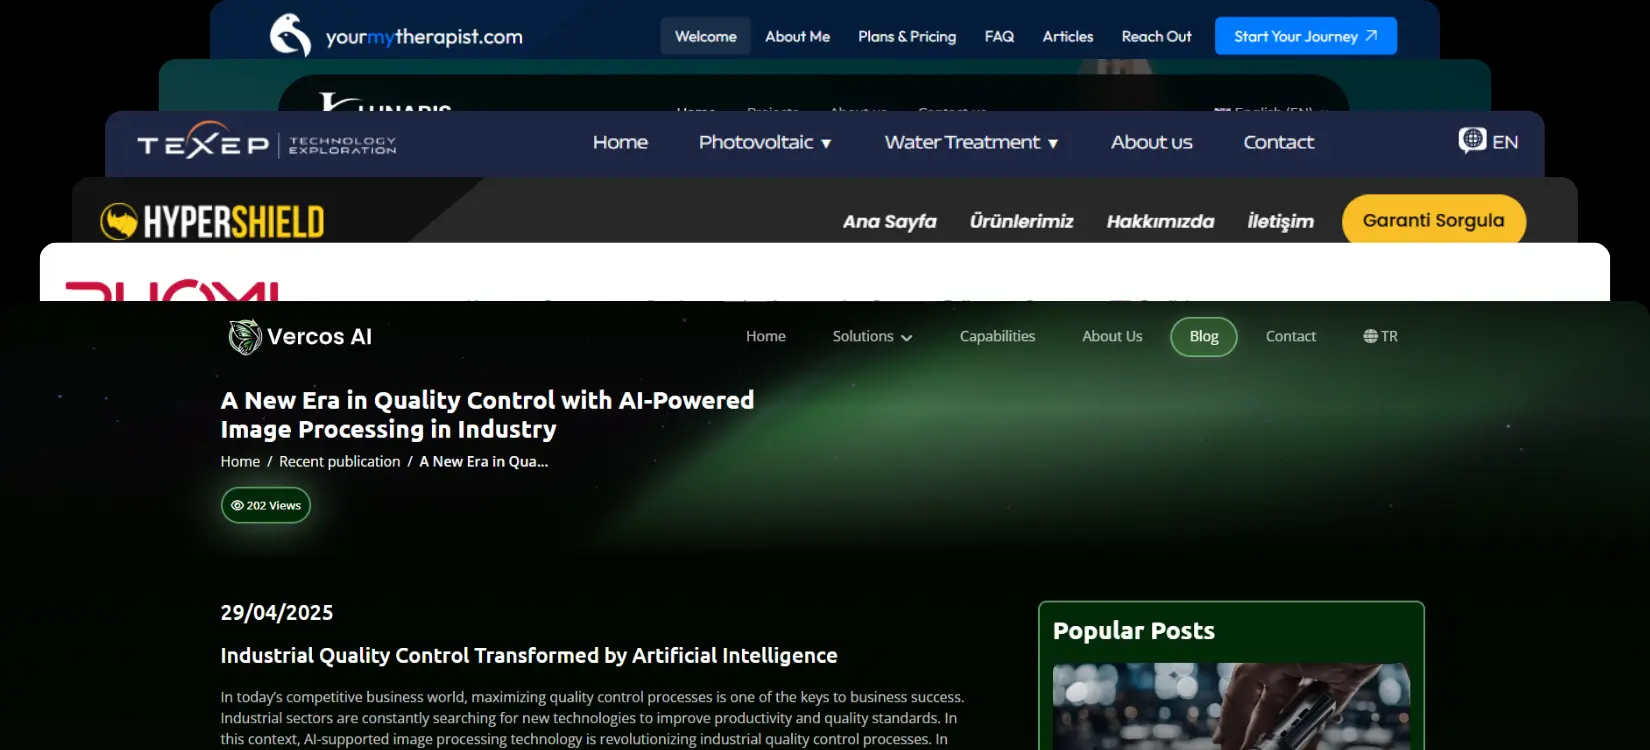 yourmytherapist.com
Welcome About Me Plans & Pricing FAQ Articles Reach Out Start Your Journey
TEXEP TECHNOLOGY EXPLORATION
Home Photovoltaic Water Treatment About us Contact EN
HYPERSHIELD
Ana Sayfa Ürünlerimiz Hakkımızda İletişim Garanti Sorgula
Vercos AI
Home Solutions Capabilities About Us Blog Contact TR
A New Era in Quality Control with AI-Powered
Image Processing in Industry
Home / Recent publication / A New Era in Qua...
202 Views
29/04/2025
Industrial Quality Control Transformed by Artificial Intelligence
In today's competitive business world, maximizing quality control processes is one of the keys to business success.
Industrial sectors are constantly searching for new technologies to improve productivity and quality standards. In
this context, AI-supported image processing technology is revolutionizing industrial quality control processes. In
Popular Posts